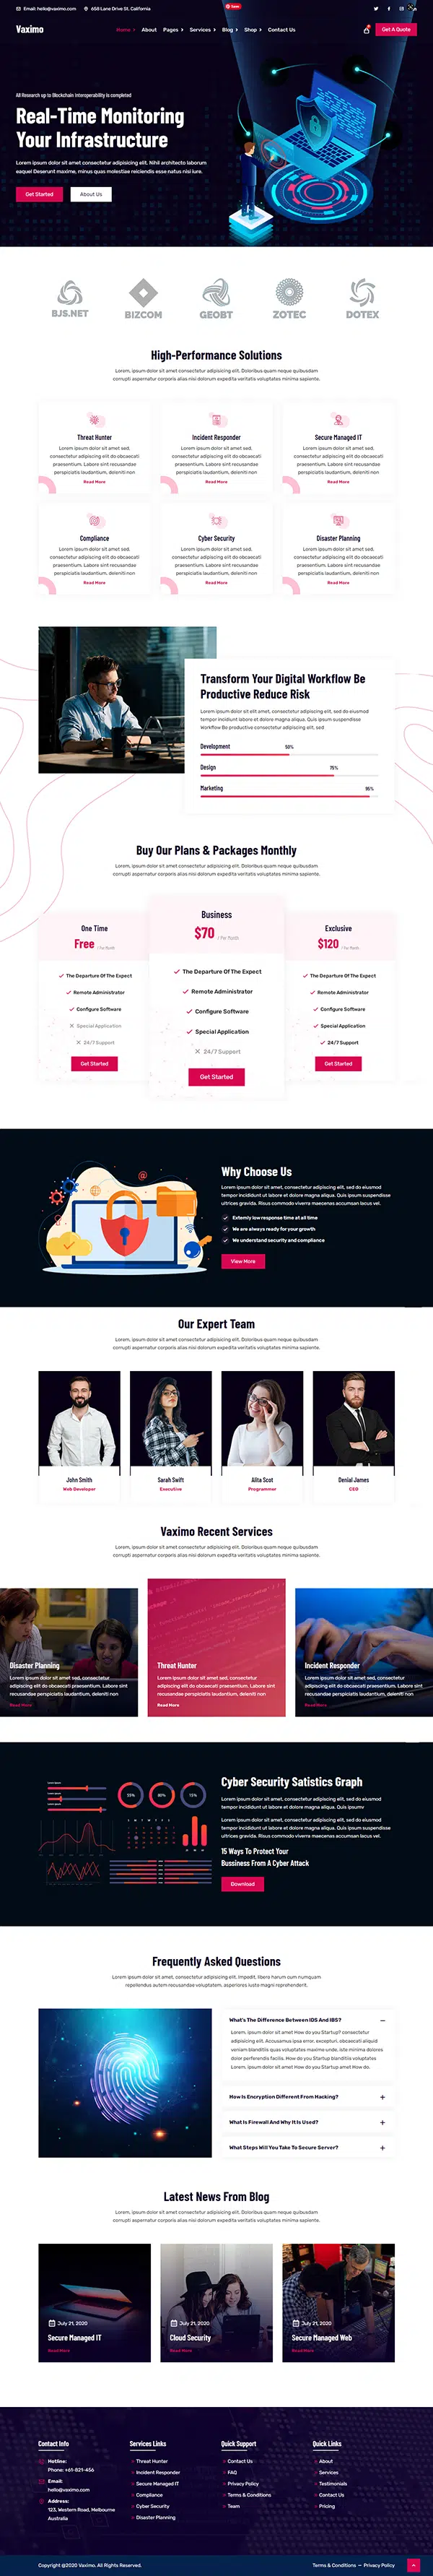 Email: hello@vaximo.com 658 Lane Drive St, California
Save
Vaximo
Home About Pages Services Blog Shop Contact Us
Get A Quote
All Research up to Blockchain Interoperability is completed
Real-Time Monitoring
Your Infrastructure
Lorem ipsum dolor sit amet consectetur adipisicing elit. Nihil architecto laborum
eaque! Deserunt maxime, minus quas molestiae reiciendis esse natus nisi iure.
Get Started About Us
BJS.NET BIZCOM GEOBT ZOTEC DOTEX
High-Performance Solutions
Lorem, ipsum dolor sit amet consectetur adipisicing elit. Doloribus quam neque quibusdam
corrupti aspernatur corporis alias nisi dolorum expedita veritatis voluptates minima sapiente.
Threat Hunter
Lorem ipsum dolor sit amet sed,
consectetur adipiscing elit do obcaecati
praesentium. Labore sint recusandae
perspiciatis laudantium, deleniti non
Read More
Incident Responder
Lorem ipsum dolor sit amet sed,
consectetur adipiscing elit do obcaecati
praesentium. Labore sint recusandae
perspiciatis laudantium, deleniti non
Read More
Secure Managed IT
Lorem ipsum dolor sit amet sed,
consectetur adipiscing elit do obcaecati
praesentium. Labore sint recusandae
perspiciatis laudantium, deleniti non
Read More
Compliance
Lorem ipsum dolor sit amet sed,
consectetur adipiscing elit do obcaecati
praesentium. Labore sint recusandae
perspiciatis laudantium, deleniti non
Read More
Cyber Security
Lorem ipsum dolor sit amet sed,
consectetur adipiscing elit do obcaecati
praesentium. Labore sint recusandae
perspiciatis laudantium, deleniti non
Read More
Disaster Planning
Lorem ipsum dolor sit amet sed,
consectetur adipiscing elit do obcaecati
praesentium. Labore sint recusandae
perspiciatis laudantium, deleniti non
Read More
Transform Your Digital Workflow Be
Productive Reduce Risk
Lorem ipsum dolor sit elit amet, consectetur adipiscing elit, sed do eiusmod
tempor incididunt labore et dolore magna aliqua. Quis ipsum suspendisse
Workflow Be productive consectetur adipiscing elit, sed
Development 50%
Design 75%
Marketing 95%
Buy Our Plans & Packages Monthly
Lorem, ipsum dolor sit amet consectetur adipisicing elit. Doloribus quam neque quibusdam
corrupti aspernatur corporis alias nisi dolorum expedita veritatis voluptates minima sapiente.
One Time
Free / Per Month
The Departure Of The Expect
Remote Administrator
Configure Software
Special Application
24/7 Support
Get Started
Business
$70 / Per Month
The Departure Of The Expect
Remote Administrator
Configure Software
Special Application
24/7 Support
Get Started
Exclusive
$120 / Per Month
The Departure Of The Expect
Remote Administrator
Configure Software
Special Application
24/7 Support
Get Started
Why Choose Us
Lorem ipsum dolor sit amet, consectetur adipiscing elit, sed do eiusmod
tempor incididunt ut labore et dolore magna aliqua. Quis ipsum suspendisse
ultrices gravida. Risus commodo viverra maecenas accumsan lacus vel.
Extemly low response time at all time
We are always ready for your growth
We understand security and compliance
View More
Our Expert Team
Lorem, ipsum dolor sit amet consectetur adipisicing elit. Doloribus quam neque quibusdam
corrupti aspernatur corporis alias nisi dolorum expedita veritatis voluptates minima sapiente.
John Smith
Web Developer
Sarah Swift
Executive
Alita Scot
Programmer
Denial James
CEO
Vaximo Recent Services
Lorem, ipsum dolor sit amet consectetur adipisicing elit. Doloribus quam neque quibusdam
corrupti aspernatur corporis alias nisi dolorum expedita veritatis voluptates minima sapiente.
Disaster Planning
Lorem ipsum dolor sit amet sed, consectetur
adipiscing elit do obcaecati praesentium. Labore sint
recusandae perspiciatis laudantium, deleniti non
Read More
Threat Hunter
Lorem ipsum dolor sit amet sed, consectetur
adipiscing elit do obcaecati praesentium. Labore sint
recusandae perspiciatis laudantium, deleniti non
Read More
Incident Responder
Lorem ipsum dolor sit amet sed, consectetur
adipiscing elit do obcaecati praesentium. Labore sint
recusandae perspiciatis laudantium, deleniti non
Read More
55% 80% 15%
Cyber Security Satistics Graph
Lorem ipsum dolor sit amet, consectetur adipiscing elit, sed do eiusmod
tempor incididunt ut labore et dolore magna aliqua. Quis ipsumv
Lorem ipsum dolor sit amet, consectetur adipiscing elit, sed do eiusmod
tempor incididunt ut labore et dolore magna aliqua. Quis ipsum suspendisse
ultrices gravida. Risus commodo viverra maecenas accumsan lacus vel.
15 Ways To Protect Your
Bussiness From A Cyber Attack
Download
Frequently Asked Questions
Lorem ipsum dolor sit amet consectetur adipisicing elit. Impedit, libero harum cum numquam
repellendus autem recusandae voluptatem, asperiores iusto magni reprehenderit.
What's The Difference Between IDS And IBS?
Lorem, ipsum dolor sit amet How do you Startup? consectetur
adipisicing elit. Accusamus ipsa error, excepturi, obcaecati aliquid
veniam blanditiis quas voluptates maxime unde, iste minima dolores
dolor perferendis facilis. How do you Startup blanditiis voluptates
Lorem, ipsum dolor sit amet How do you Startup amet How do.
How Is Encryption Different From Hacking?
What Is Firewall And Why It Is Used?
What Steps Will You Take To Secure Server?
Latest News From Blog
Lorem, ipsum dolor sit amet consectetur adipisicing elit. Doloribus quam neque quibusdam
corrupti aspernatur corporis alias nisi dolorum expedita veritatis voluptates minima sapiente.
July 21, 2020
Secure Managed IT
Read More
July 21, 2020
Cloud Security
Read More
July 21, 2020
Secure Managed Web
Read More
Contact Info
Hotline:
Phone: +61-821-456
Email:
hello@vaximo.com
Address:
123, Western Road, Melbourne
Australia
Services Links
Threat Hunter
Incident Responder
Secure Managed IT
Compliance
Cyber Security
Disaster Planning
Quick Support
Contact Us
FAQ
Privacy Policy
Terms & Conditions
Team
Quick Links
About
Services
Testimonials
Contact Us
Pricing
Copyright @2020 Vaximo. All Rights Reserved.
Terms & Conditions – Privacy Policy